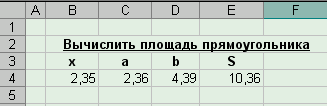 A B C D E F
1
2 Вычислить площадь прямоугольника
3 x a b S
4 2,35 2,36 4,39 10,36
5